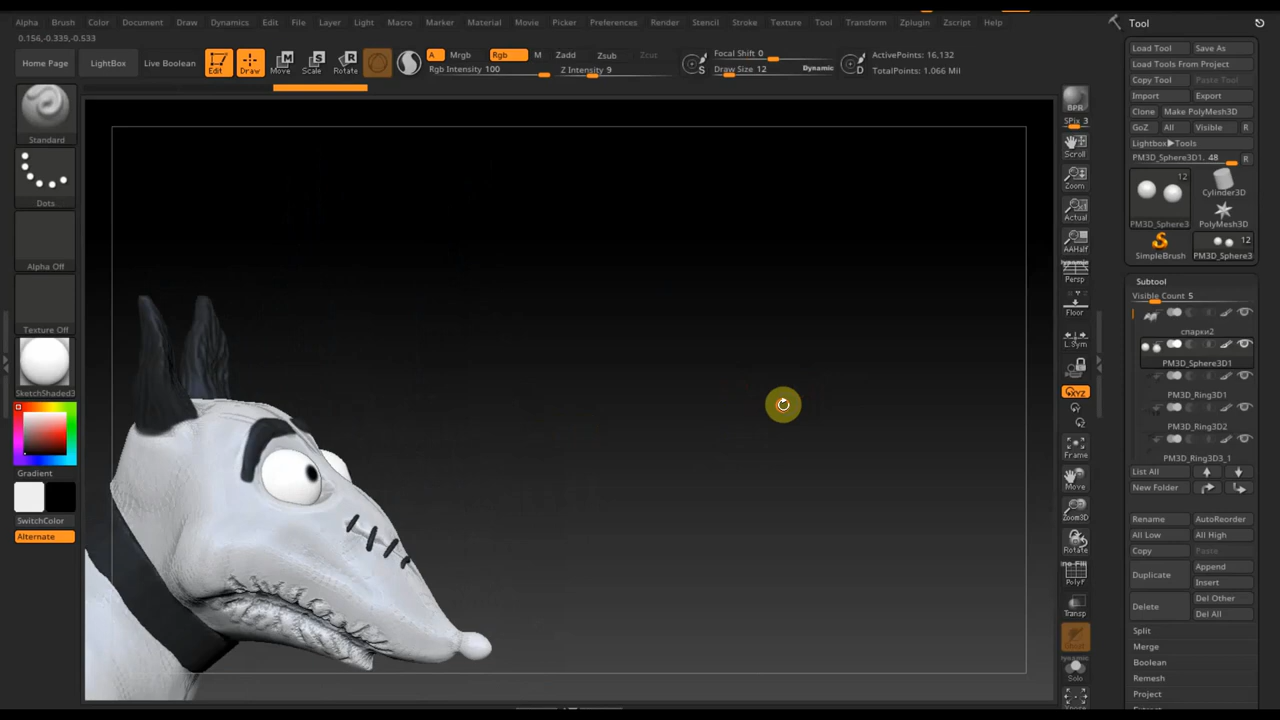 Alpha Brush Color Document Draw Dynamics Edit File Layer Light Macro Marker Material Movie Picker Preferences Render Stencil Stroke Texture Tool Transform Zplugin Zscript Help
Tool
0.156,-0.335,-0.533
Home Page LightBox Live Boolean Edit Draw Move Scale Rotate
A Mrgb Rgb M Zadd Zsub Zcut
Rgb Intensity 100 Z Intensity 9
Focal Shift 0
Draw Size 12 Dynamic
ActivePoints: 16,132
TotalPoints: 1.066 Mil
Standard
Dots
Alpha Off
Texture Off
SketchShaded3
Gradient
SwitchColor
Alternate
BPR
SPix 3
Scroll
Zoom
Actual
AAHalf
Dynamic
Persp
Floor
L.Sym
XYZ
Frame
Move
Zoom3D
Rotate
PolyF
Transp
Dynamic
Solo
Xpose
Load Tool Save As
Load Tools From Project
Copy Tool Paste Tool
Import Export
Clone Make PolyMesh3D
GoZ All Visible R
Lightbox▶Tools
PM3D_Sphere3D1. 48 R
12
PM3D_Sphere3
Cylinder3D
PolyMesh3D
SimpleBrush
12
PM3D_Sphere3
Subtool
Visible Count 5
спарки2
PM3D_Sphere3D1
PM3D_Ring3D1
PM3D_Ring3D2
PM3D_Ring3D3_1
List All
New Folder
Rename AutoReorder
All Low All High
Copy Paste
Duplicate Append
Insert
Delete Del Other
Del All
Split
Merge
Boolean
Remesh
Project
Extract